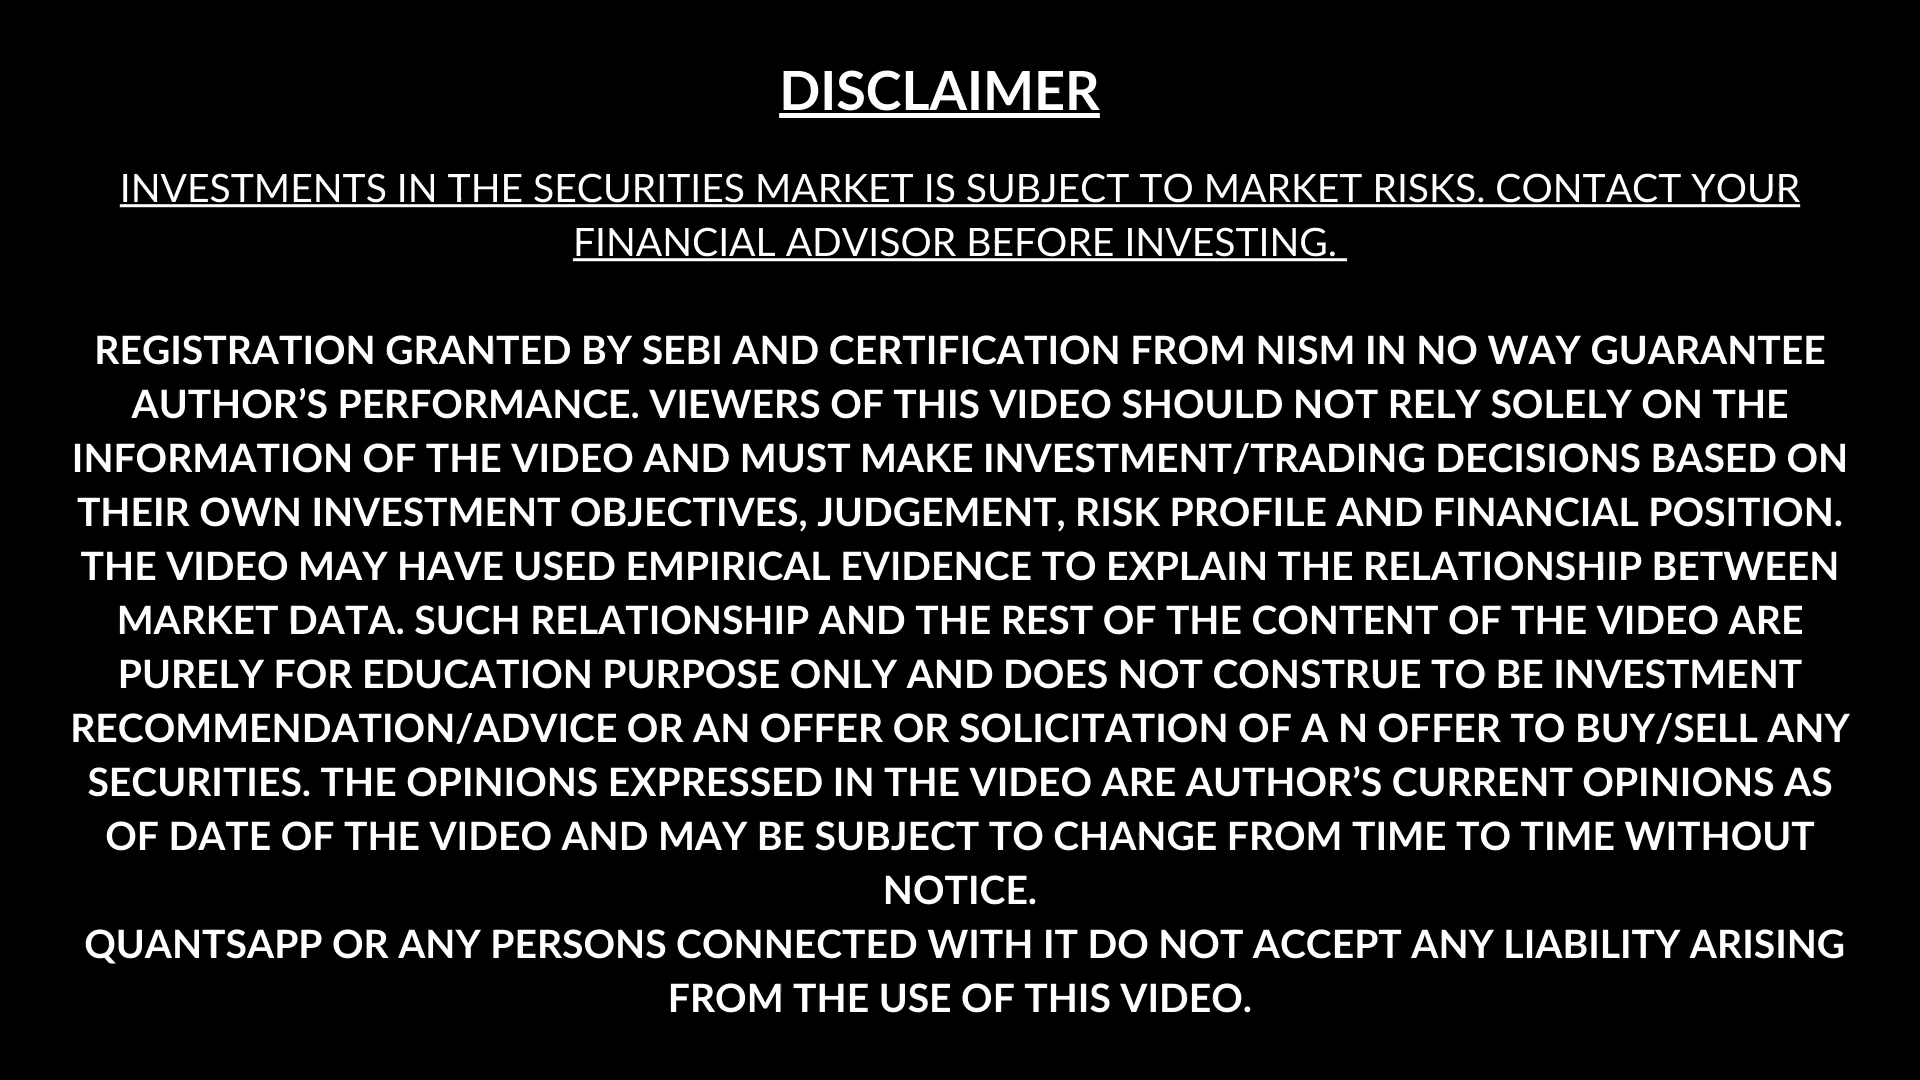 DISCLAIMER
INVESTMENTS IN THE SECURITIES MARKET IS SUBJECT TO MARKET RISKS. CONTACT YOUR
FINANCIAL ADVISOR BEFORE INVESTING.
REGISTRATION GRANTED BY SEBI AND CERTIFICATION FROM NISM IN NO WAY GUARANTEE
AUTHOR’S PERFORMANCE. VIEWERS OF THIS VIDEO SHOULD NOT RELY SOLELY ON THE
INFORMATION OF THE VIDEO AND MUST MAKE INVESTMENT/TRADING DECISIONS BASED ON
THEIR OWN INVESTMENT OBJECTIVES, JUDGEMENT, RISK PROFILE AND FINANCIAL POSITION.
THE VIDEO MAY HAVE USED EMPIRICAL EVIDENCE TO EXPLAIN THE RELATIONSHIP BETWEEN
MARKET DATA. SUCH RELATIONSHIP AND THE REST OF THE CONTENT OF THE VIDEO ARE
PURELY FOR EDUCATION PURPOSE ONLY AND DOES NOT CONSTRUE TO BE INVESTMENT
RECOMMENDATION/ADVICE OR AN OFFER OR SOLICITATION OF A N OFFER TO BUY/SELL ANY
SECURITIES. THE OPINIONS EXPRESSED IN THE VIDEO ARE AUTHOR’S CURRENT OPINIONS AS
OF DATE OF THE VIDEO AND MAY BE SUBJECT TO CHANGE FROM TIME TO TIME WITHOUT
NOTICE.
QUANTSAPP OR ANY PERSONS CONNECTED WITH IT DO NOT ACCEPT ANY LIABILITY ARISING
FROM THE USE OF THIS VIDEO.